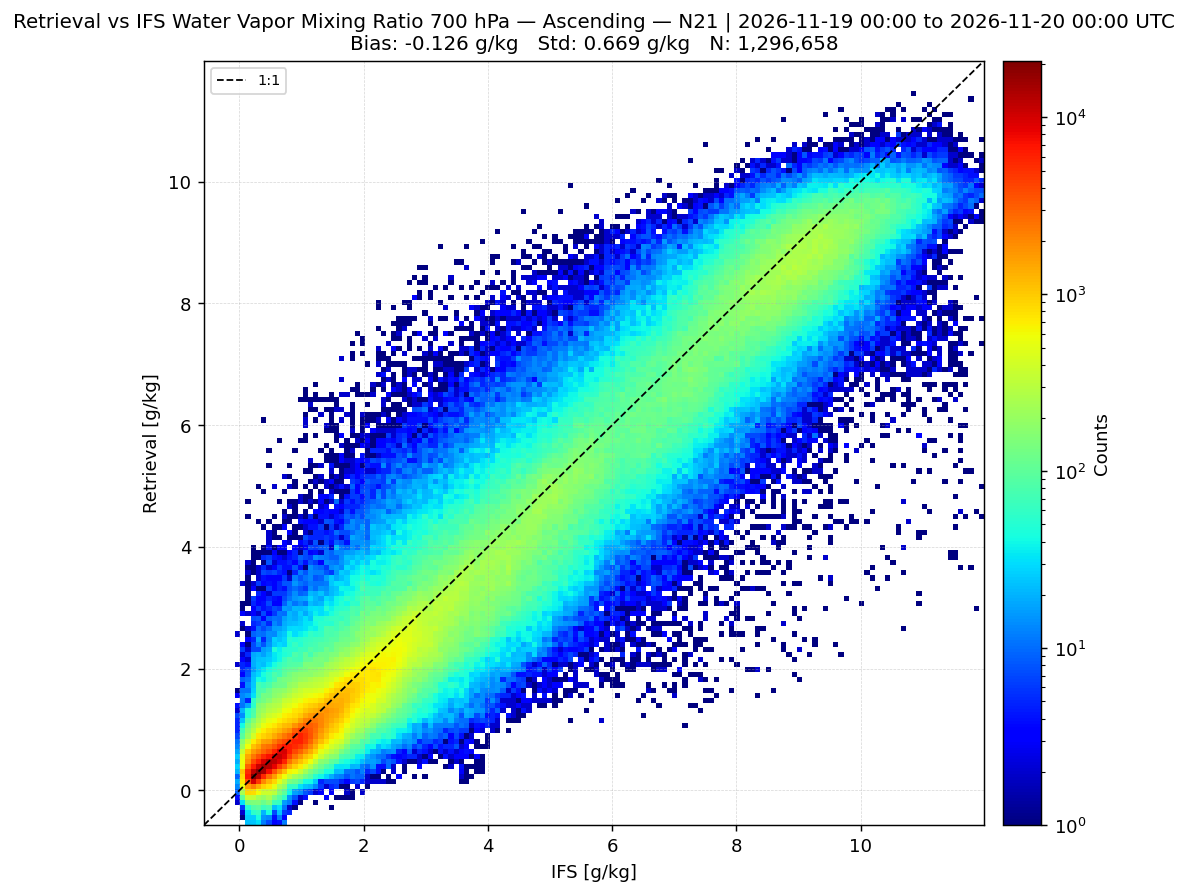 Retrieval vs IFS Water Vapor Mixing Ratio 700 hPa — Ascending — N21 | 2026-11-19 00:00 to 2026-11-20 00:00 UTC
Bias: -0.126 g/kg   Std: 0.669 g/kg   N: 1,296,658
1:1
10
8
6
4
2
0
Retrieval [g/kg]
0 2 4 6 8 10
IFS [g/kg]
10⁴
10³
10²
10¹
10⁰
Counts